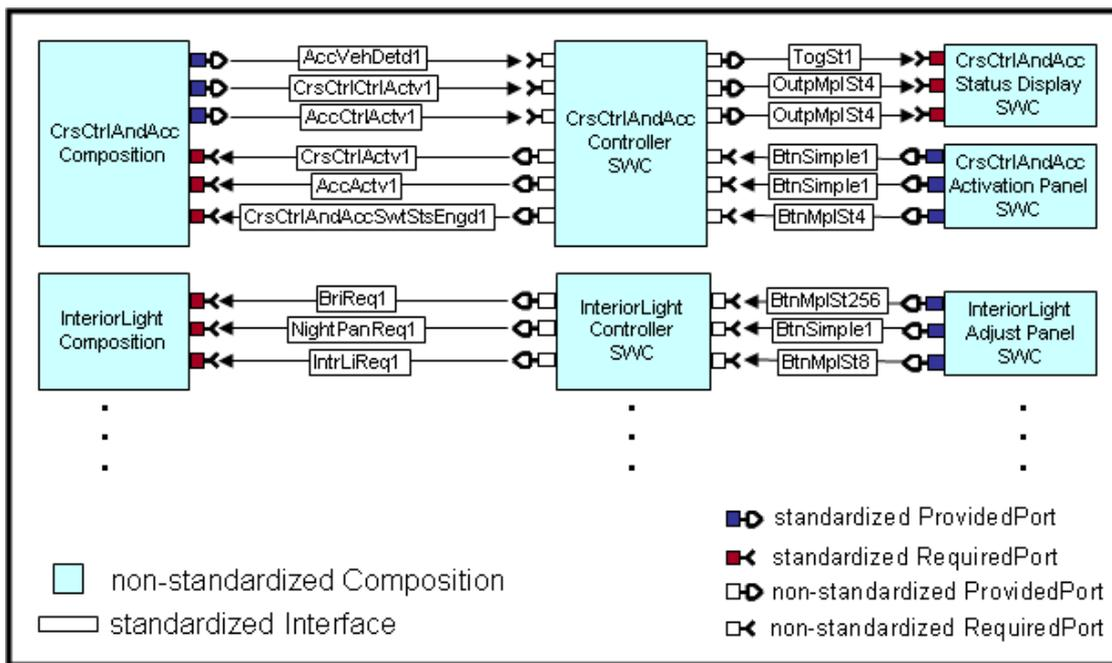 CrsCtrlAndAcc
Composition
AccVehDetd1
CrsCtrlCtrlActv1
AccCtrlActv1
CrsCtrlActv1
AccActv1
CrsCtrlAndAccSwtStsEngd1
CrsCtrlAndAcc
Controller
SWC
TogSt1
OutpMplSt4
OutpMplSt4
BtnSimple1
BtnSimple1
BtnMplSt4
CrsCtrlAndAcc
Status Display
SWC
CrsCtrlAndAcc
Activation Panel
SWC
InteriorLight
Composition
BriReq1
NightPanReq1
IntrLiReq1
InteriorLight
Controller
SWC
BtnMplSt256
BtnSimple1
BtnMplSt8
InteriorLight
Adjust Panel
SWC
non-standardized Composition
standardized Interface
standardized ProvidedPort
standardized RequiredPort
non-standardized ProvidedPort
non-standardized RequiredPort